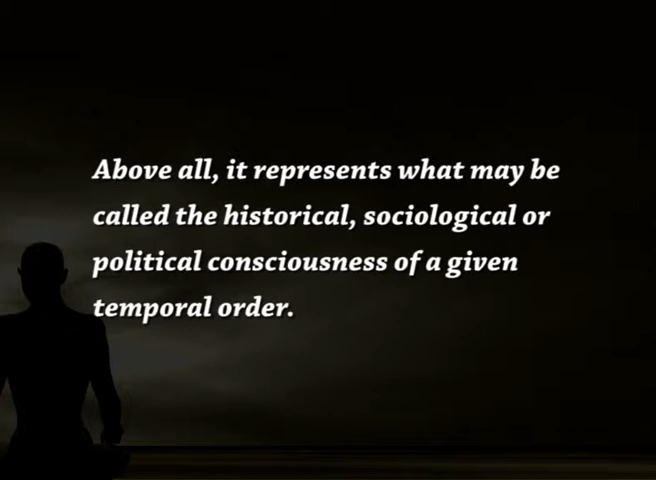 Above all, it represents what may be
called the historical, sociological or
political consciousness of a given
temporal order.